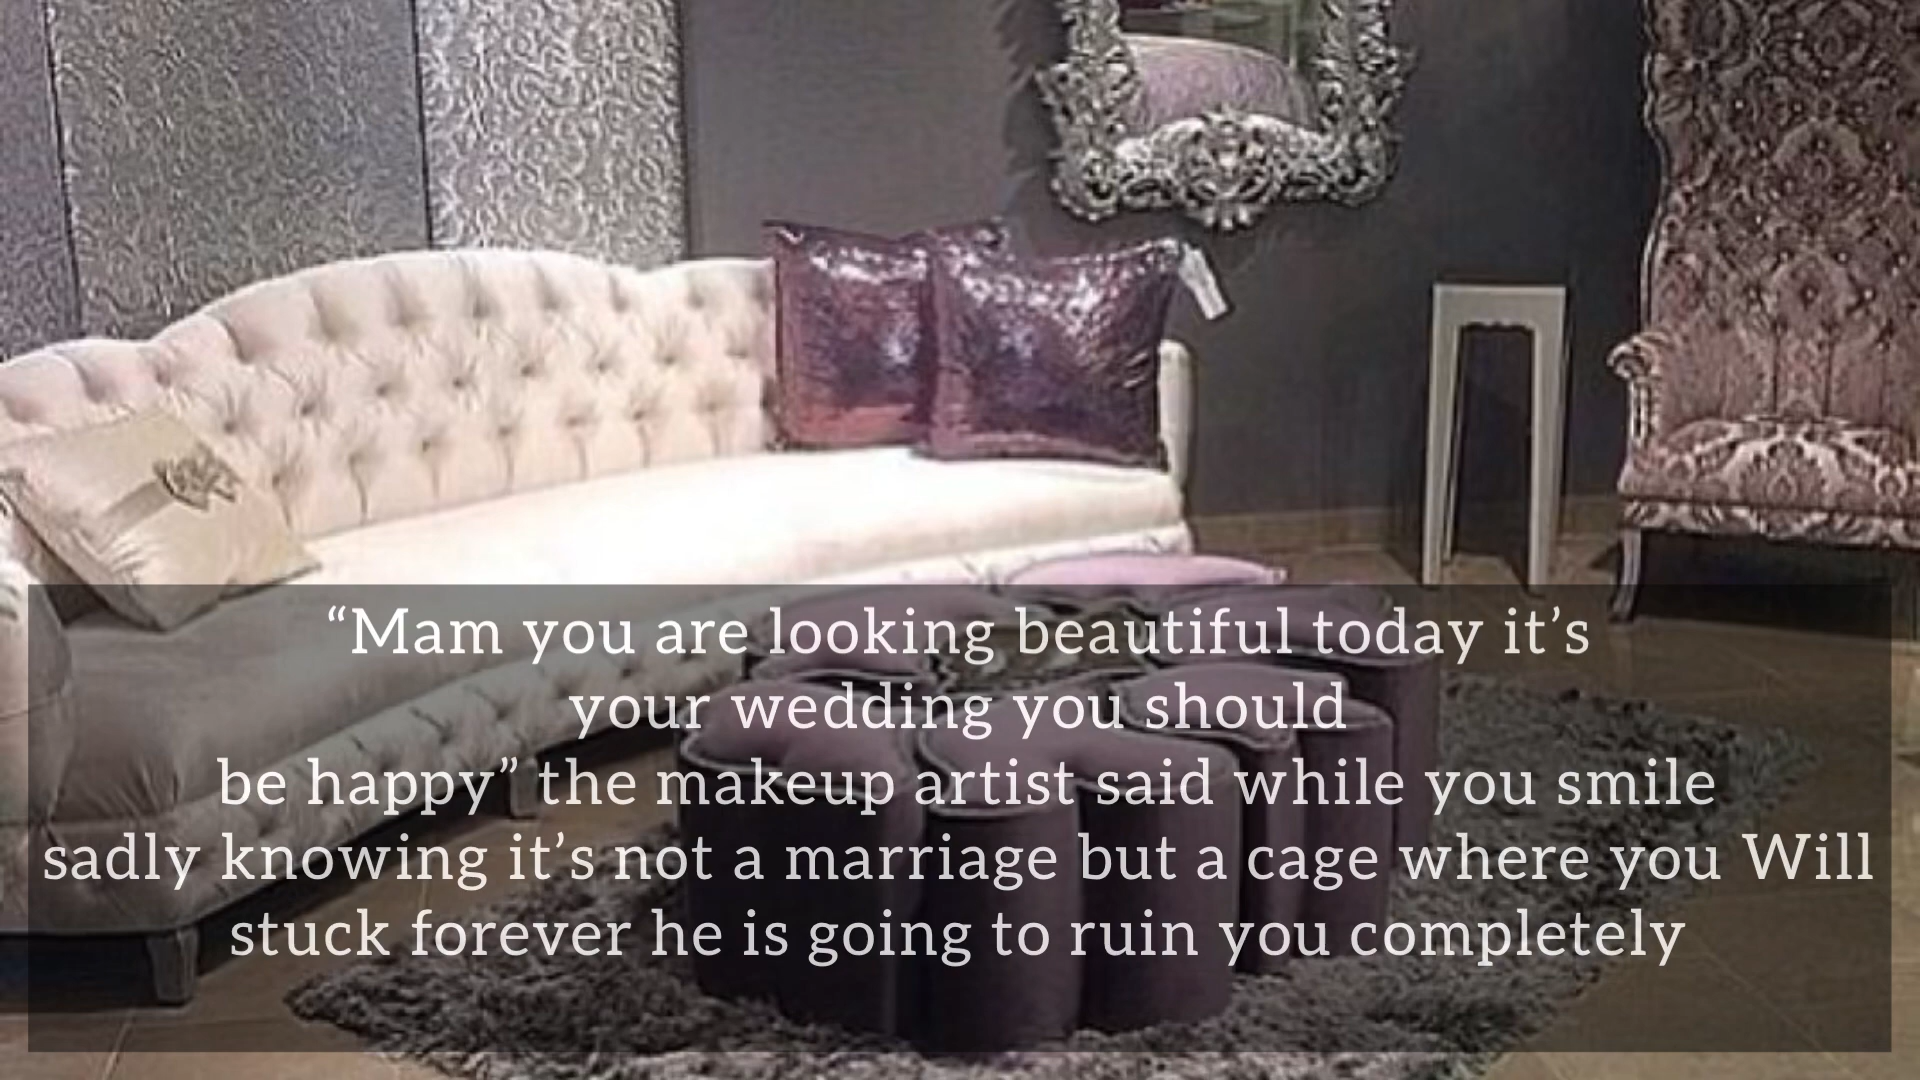 “Mam you are looking beautiful today it’s
your wedding you should
be happy” the makeup artist said while you smile
sadly knowing it’s not a marriage but a cage where you Will
stuck forever he is going to ruin you completely